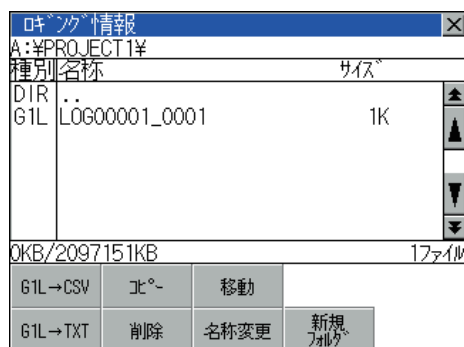 ロギング情報
A:¥PROJECT1¥
種別 名称 サイズ
DIR ..
G1L LOG00001_0001 1K
0KB/2097151KB 1ファイル
G1L→CSV コピー 移動
G1L→TXT 削除 名称変更 新規フォルダ